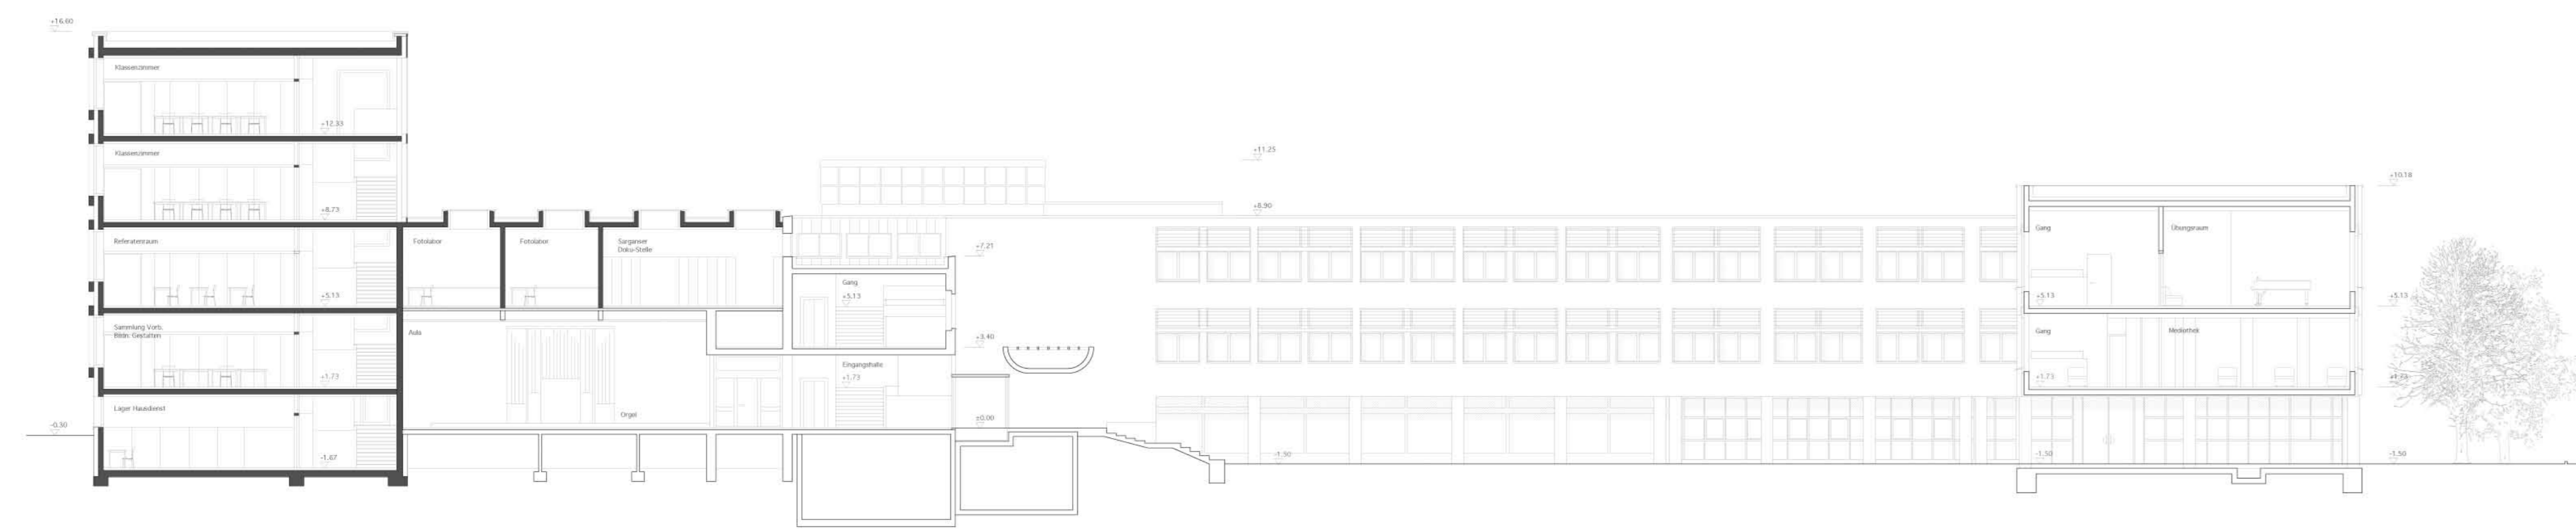 +16.60
Klassenzimmer
+12.33
Klassenzimmer
+8.73
Referatenraum
+5.13
Sammlung Vorb.
Bildn. Gestalten
+1.73
Lager Hausdienst
-0.30
-1.67
Fotolabor
Fotolabor
Sarganser
Doku-Stelle
Aula
Orgel
Gang
+5.13
Eingangshalle
+1.73
+7.21
+3.40
±0.00
+11.25
+8.90
-1.50
Gang
Übungsraum
+5.13
Gang
Mediothek
+1.73
-1.50
+10.18
+5.13
+1.73
-1.50